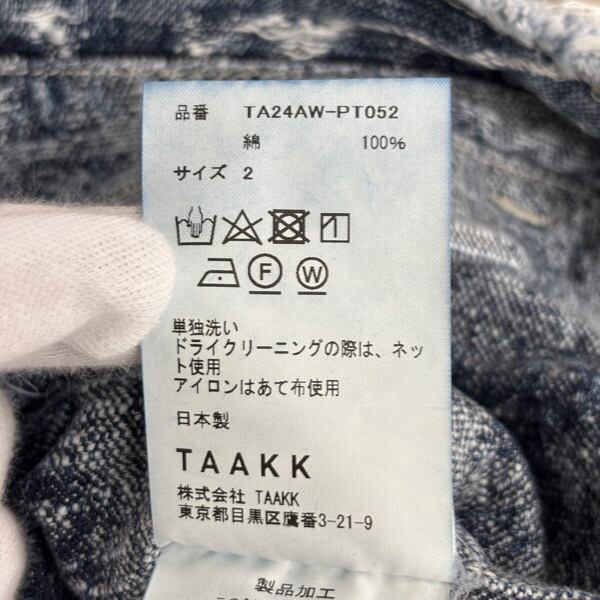 品番 TA24AW-PT052
綿 100%
サイズ 2
F W
単独洗い
ドライクリーニングの際は、ネッ
ト使用
アイロンはあて布使用
日本製
TAAKK
株式会社 TAAKK
東京都目黒区鷹番3-21-9
製品加工